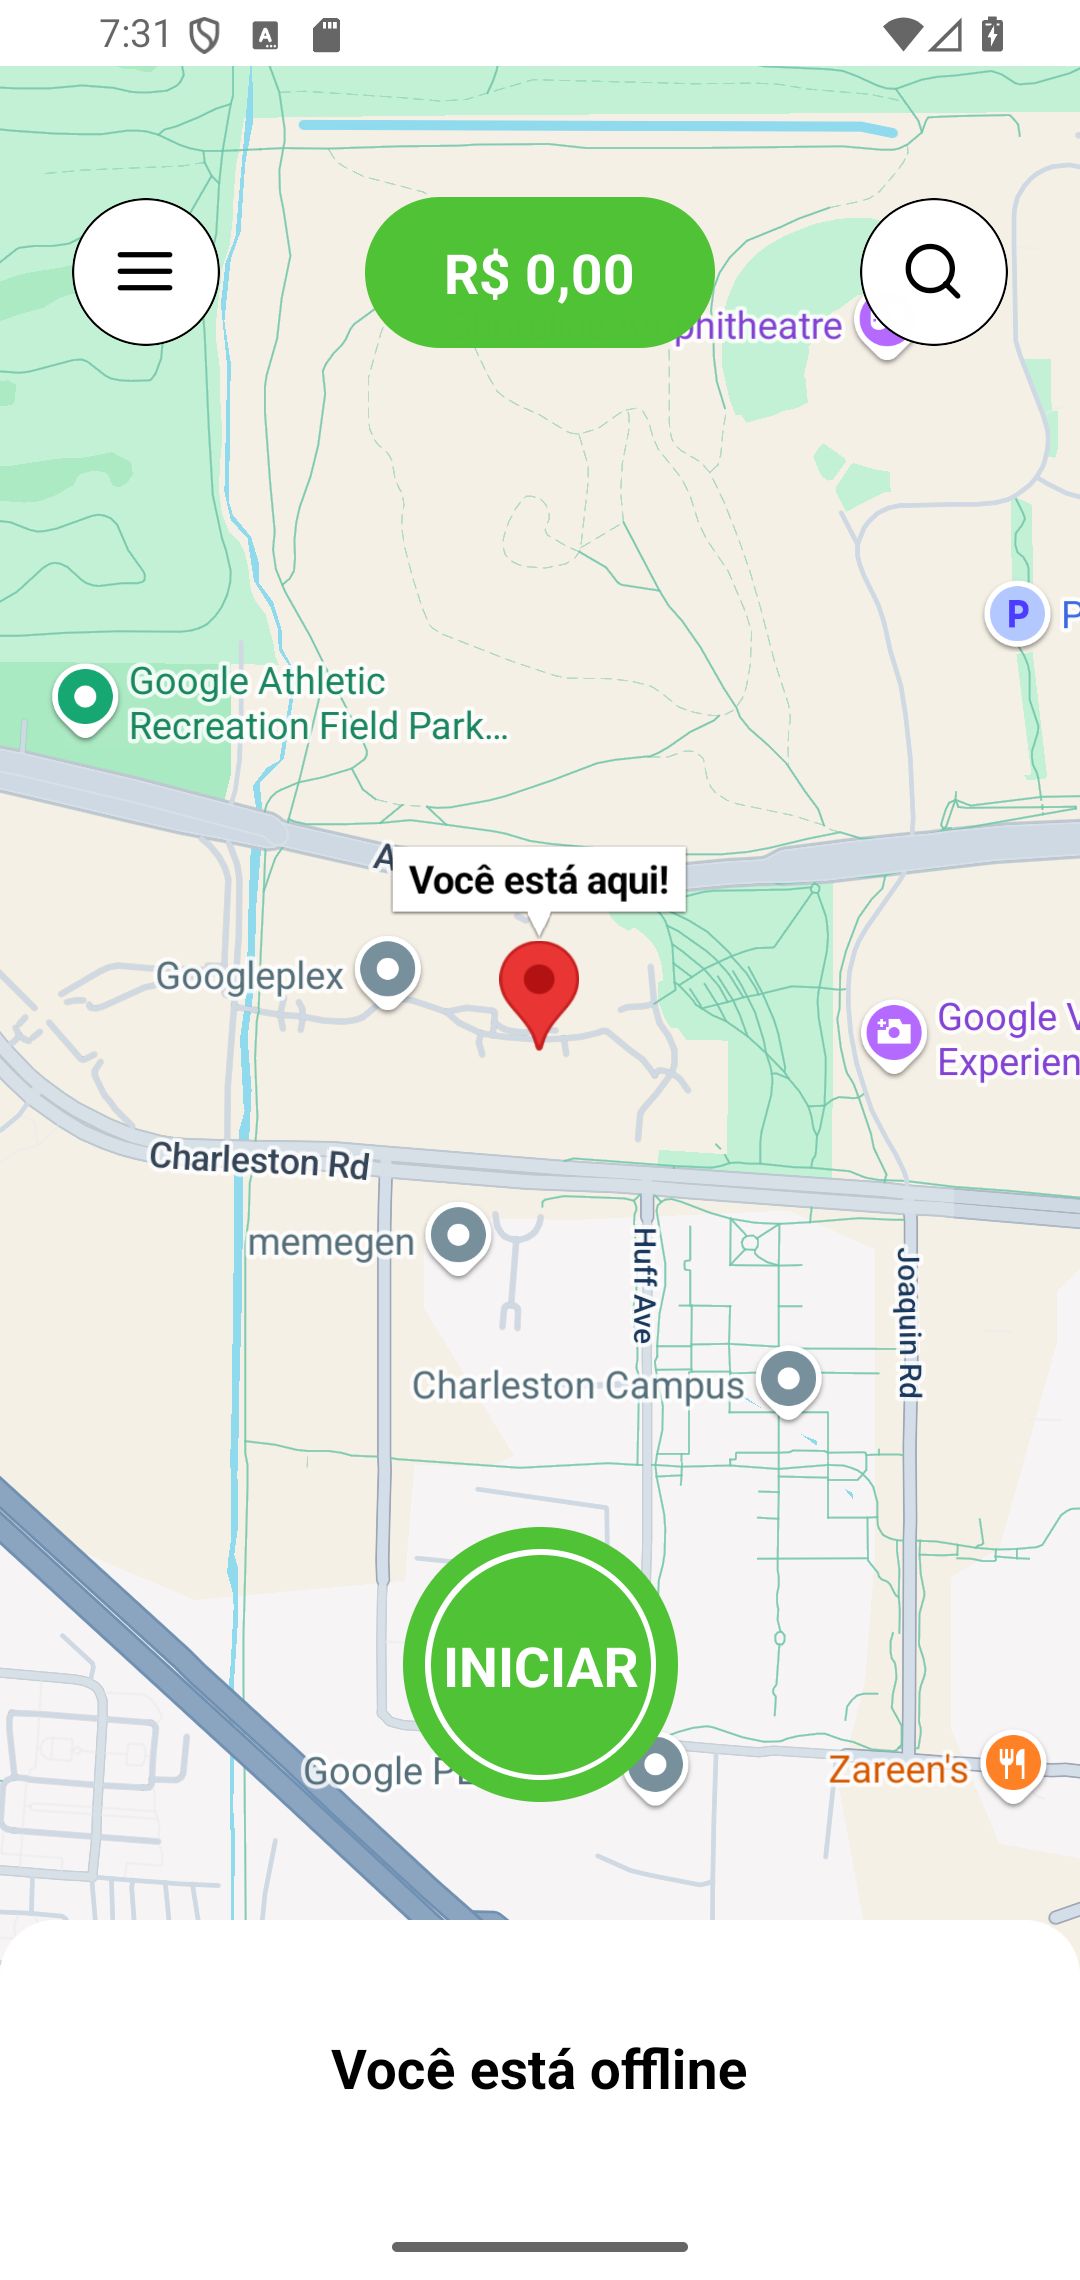 7:31
R$ 0,00
phitheatre
P
Google Athletic
Recreation Field Park...
A
Você está aqui!
Googleplex
Google V
Experien
Charleston Rd
memegen
Huff Ave
Joaquin Rd
Charleston Campus
INICIAR
Google P
Zareen's
Você está offline